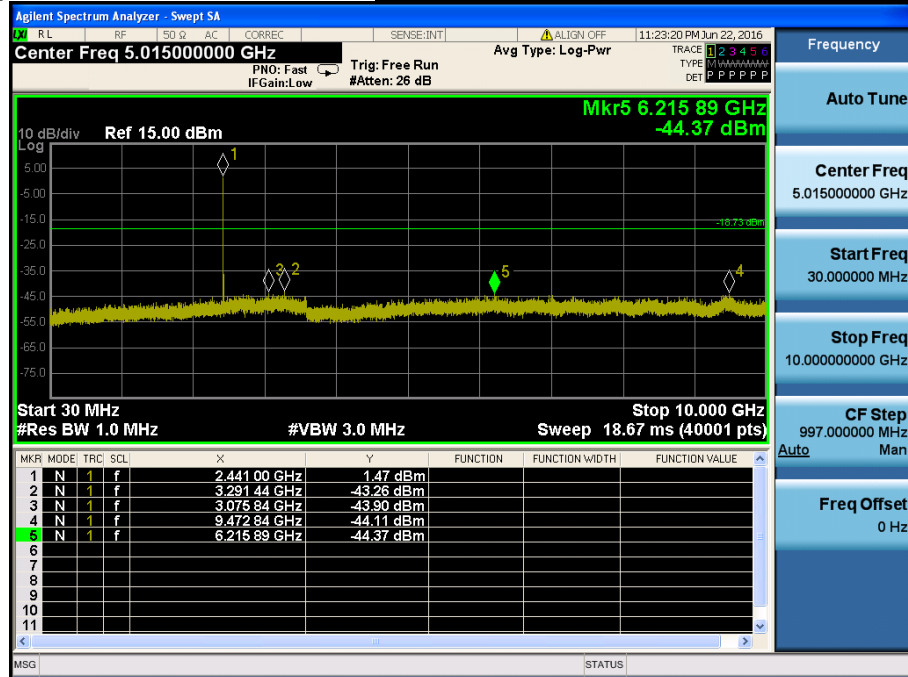 Agilent Spectrum Analyzer - Swept SA
LXI RL RF 50 Ω AC CORREC SENSE:INT ALIGN OFF 11:23:20 PM Jun 22, 2016
Center Freq 5.015000000 GHz
PNO: Fast
IFGain:Low
Trig: Free Run
#Atten: 26 dB
Avg Type: Log-Pwr
TRACE 1 2 3 4 5 6
TYPE M W W W W W
DET P P P P P P
Mkr5 6.215 89 GHz
-44.37 dBm
10 dB/div Ref 15.00 dBm
Log
5.00
-5.00
-15.0
-25.0
-35.0
-45.0
-55.0
-65.0
-75.0
1
-18.73 dBm
3 2
5
4
Start 30 MHz Stop 10.000 GHz
#Res BW 1.0 MHz #VBW 3.0 MHz Sweep 18.67 ms (40001 pts)
MKR MODE TRC SCL X Y FUNCTION FUNCTION WIDTH FUNCTION VALUE
1 N 1 f 2.441 00 GHz 1.47 dBm
2 N 1 f 3.291 44 GHz -43.26 dBm
3 N 1 f 3.075 84 GHz -43.90 dBm
4 N 1 f 9.472 84 GHz -44.11 dBm
5 N 1 f 6.215 89 GHz -44.37 dBm
6
7
8
9
10
11
MSG STATUS
Frequency
Auto Tune
Center Freq
5.015000000 GHz
Start Freq
30.000000 MHz
Stop Freq
10.000000000 GHz
CF Step
997.000000 MHz
Auto Man
Freq Offset
0 Hz